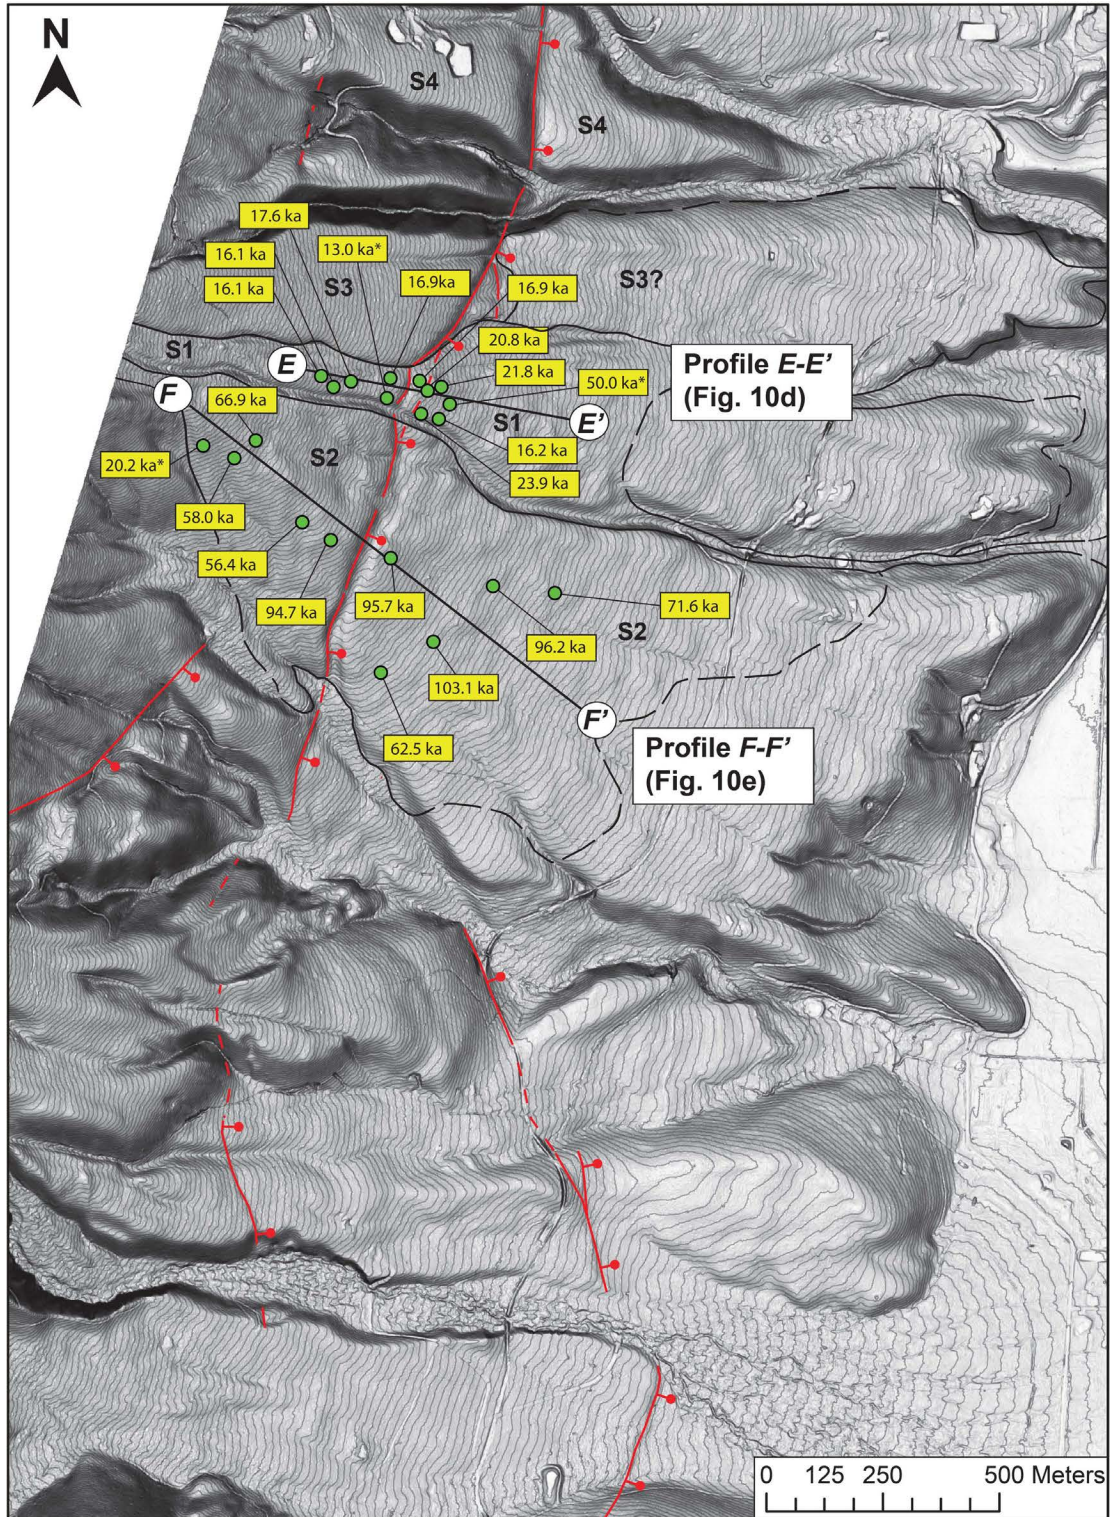 N
S4
S4
17.6 ka
16.1 ka
13.0 ka*
16.1 ka
S3
16.9ka
16.9 ka
S3?
20.8 ka
S1
E
21.8 ka
50.0 ka*
Profile E-E’
(Fig. 10d)
F
66.9 ka
S1
E’
20.2 ka*
S2
16.2 ka
23.9 ka
58.0 ka
56.4 ka
94.7 ka
95.7 ka
71.6 ka
S2
96.2 ka
103.1 ka
F’
62.5 ka
Profile F-F’
(Fig. 10e)
0 125 250 500 Meters